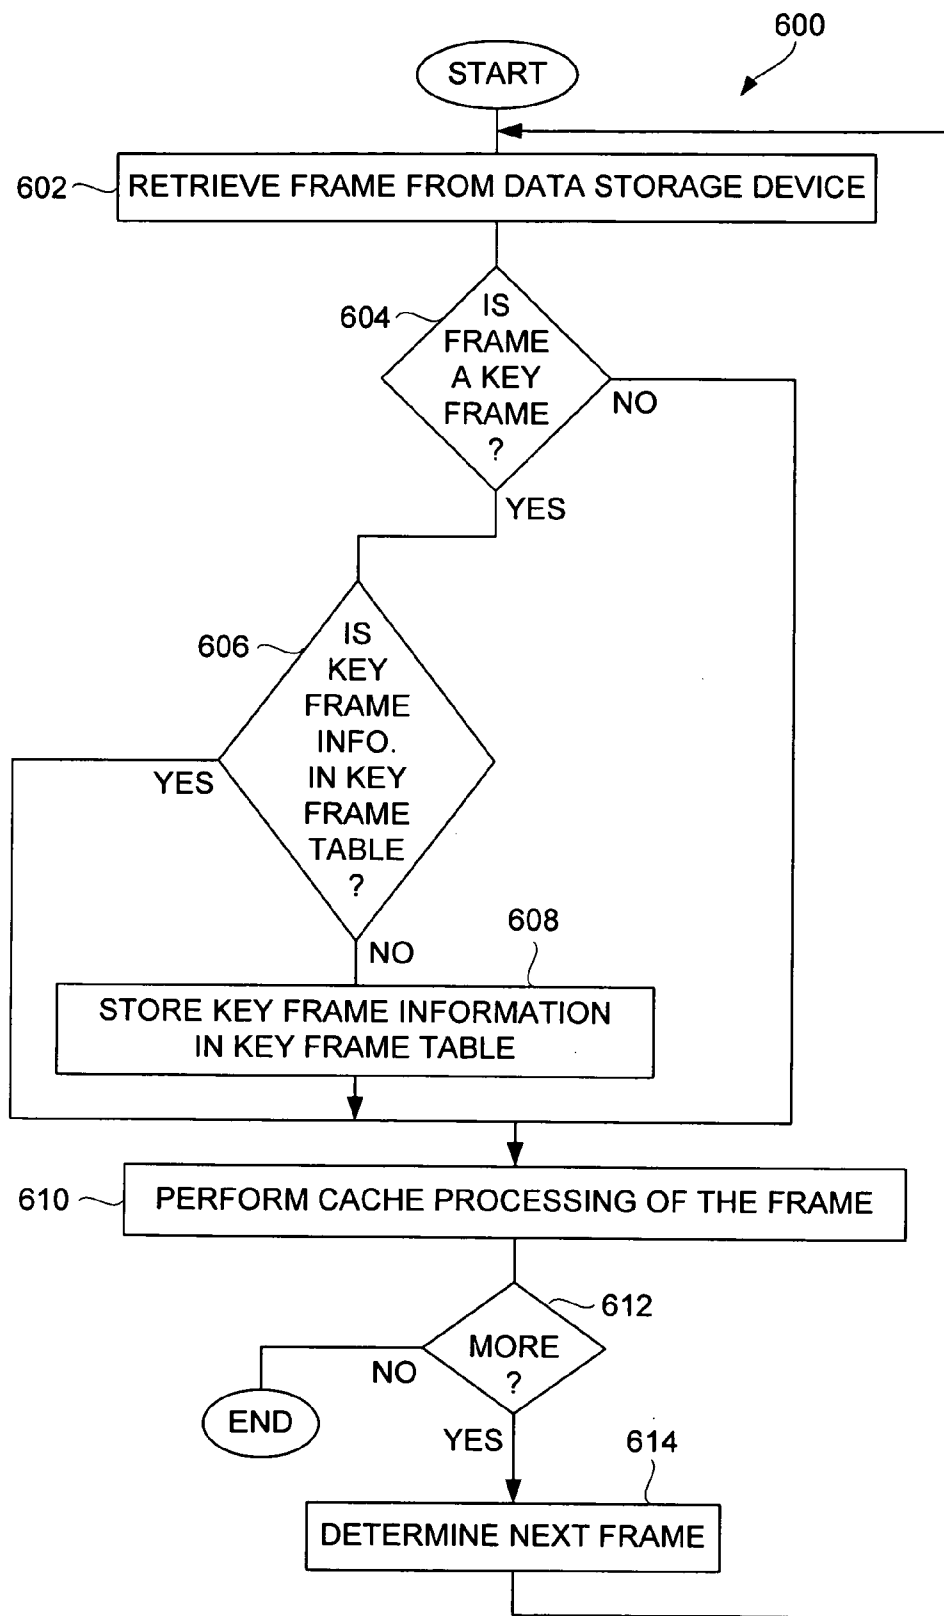 600
START
602
RETRIEVE FRAME FROM DATA STORAGE DEVICE
604
IS
FRAME
A KEY
FRAME
?
NO
YES
606
IS
KEY
FRAME
INFO.
IN KEY
FRAME
TABLE
?
YES
NO
608
STORE KEY FRAME INFORMATION
IN KEY FRAME TABLE
610
PERFORM CACHE PROCESSING OF THE FRAME
612
MORE
?
NO
END
YES
614
DETERMINE NEXT FRAME